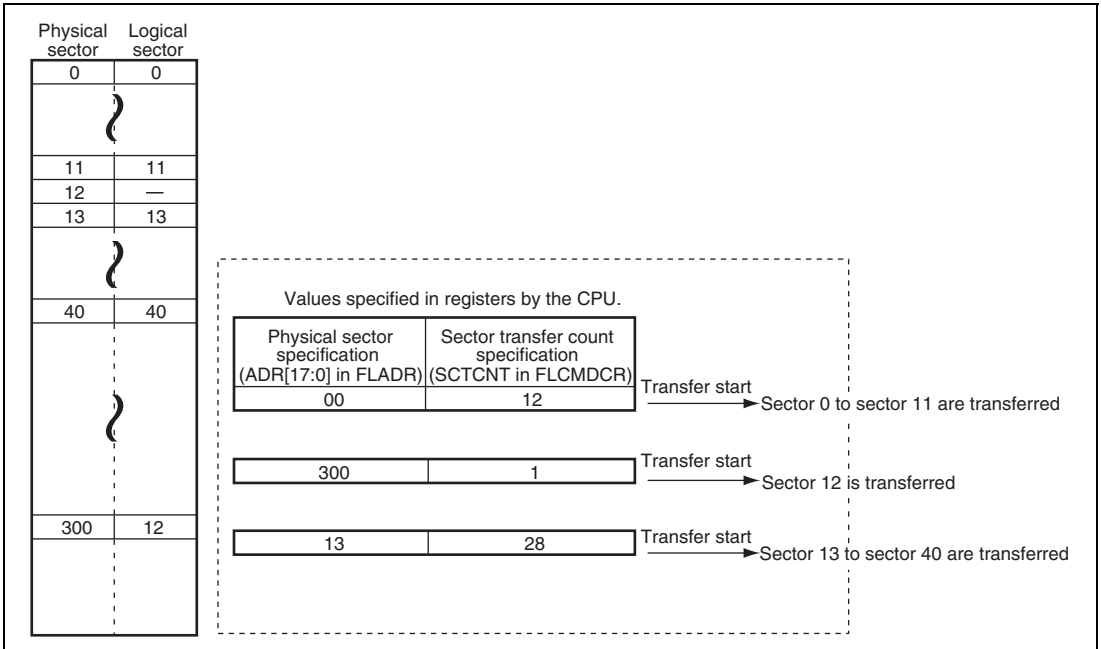 Physical sector Logical sector
0 0
11 11
12 —
13 13
40 40
300 12
Values specified in registers by the CPU.
Physical sector specification (ADR[17:0] in FLADR) Sector transfer count specification (SCTCNT in FLCMDCR)
00 12
Transfer start
Sector 0 to sector 11 are transferred
300 1
Transfer start
Sector 12 is transferred
13 28
Transfer start
Sector 13 to sector 40 are transferred